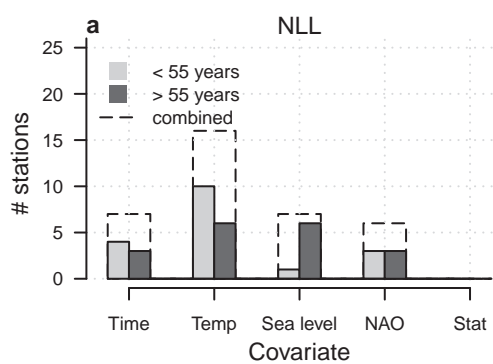 a
NLL
25
20
15
10
5
0
# stations
< 55 years
> 55 years
combined
Time Temp Sea level NAO Stat
Covariate